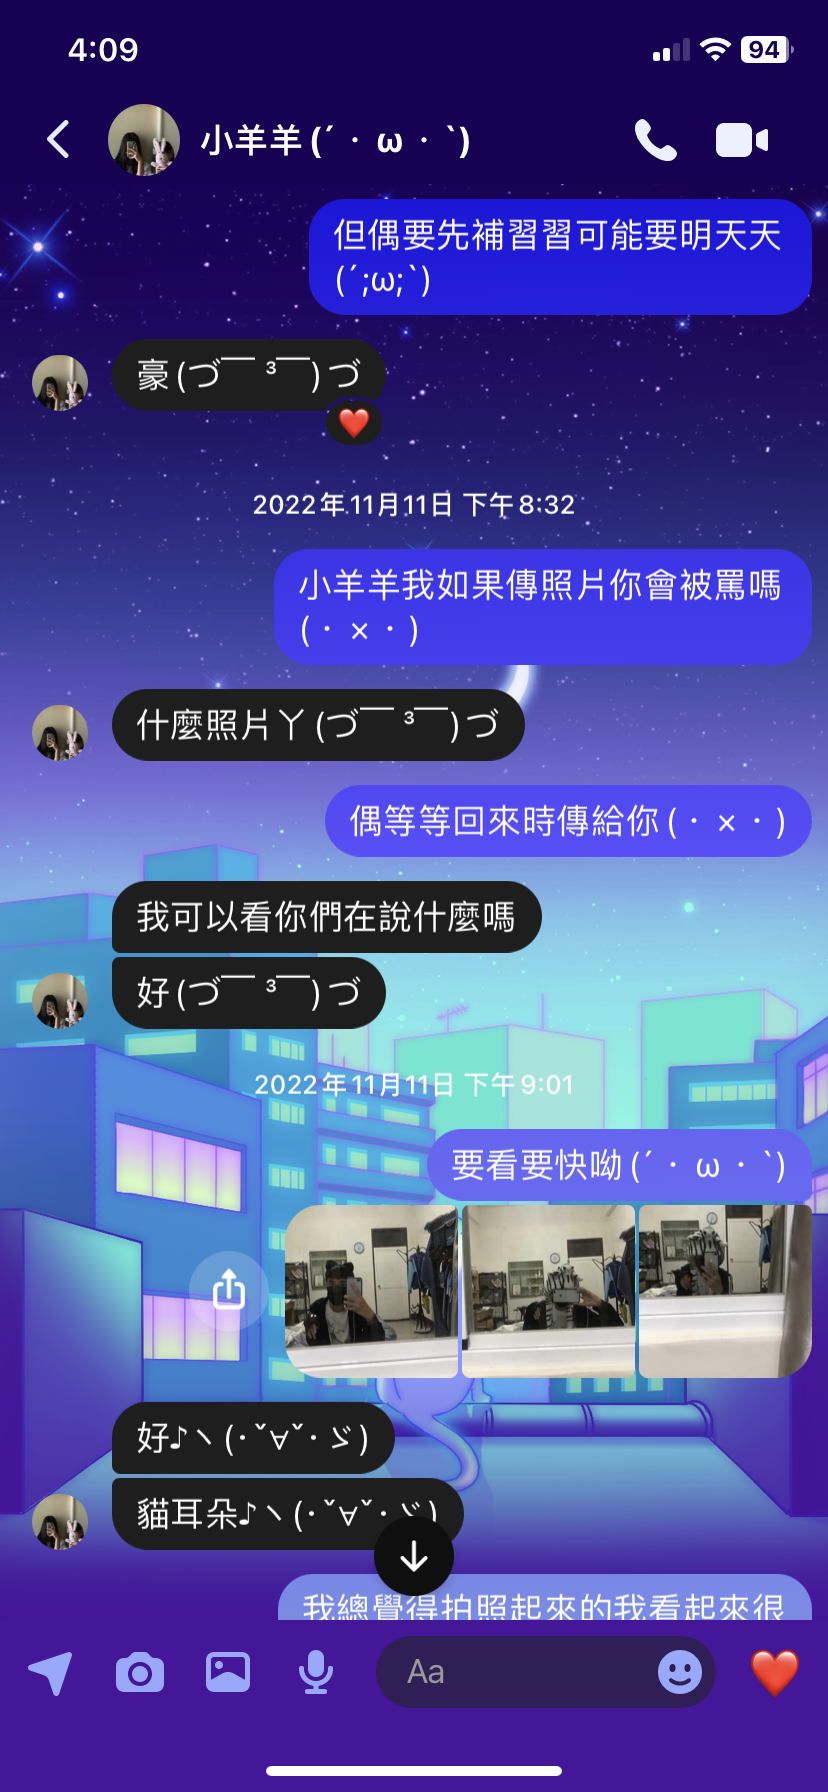 4:09
94
小羊羊 (´・ω・`)
但偶要先補習習可能要明天天
(´;ω;`)
豪 (づ￣ ³￣) づ
2022年11月11日 下午8:32
小羊羊我如果傳照片你會被罵嗎
(・×・)
什麼照片丫 (づ￣ ³￣) づ
偶等等回來時傳給你 (・×・)
我可以看你們在說什麼嗎
好 (づ￣ ³￣) づ
2022年11月11日 下午9:01
要看要快呦 (´・ω・`)
好♪ヽ(･ˇ∀ˇ･ゞ)
貓耳朵♪ヽ(･ˇ∀ˇ･ゞ)
我總覺得拍照起來的我看起來很
Aa